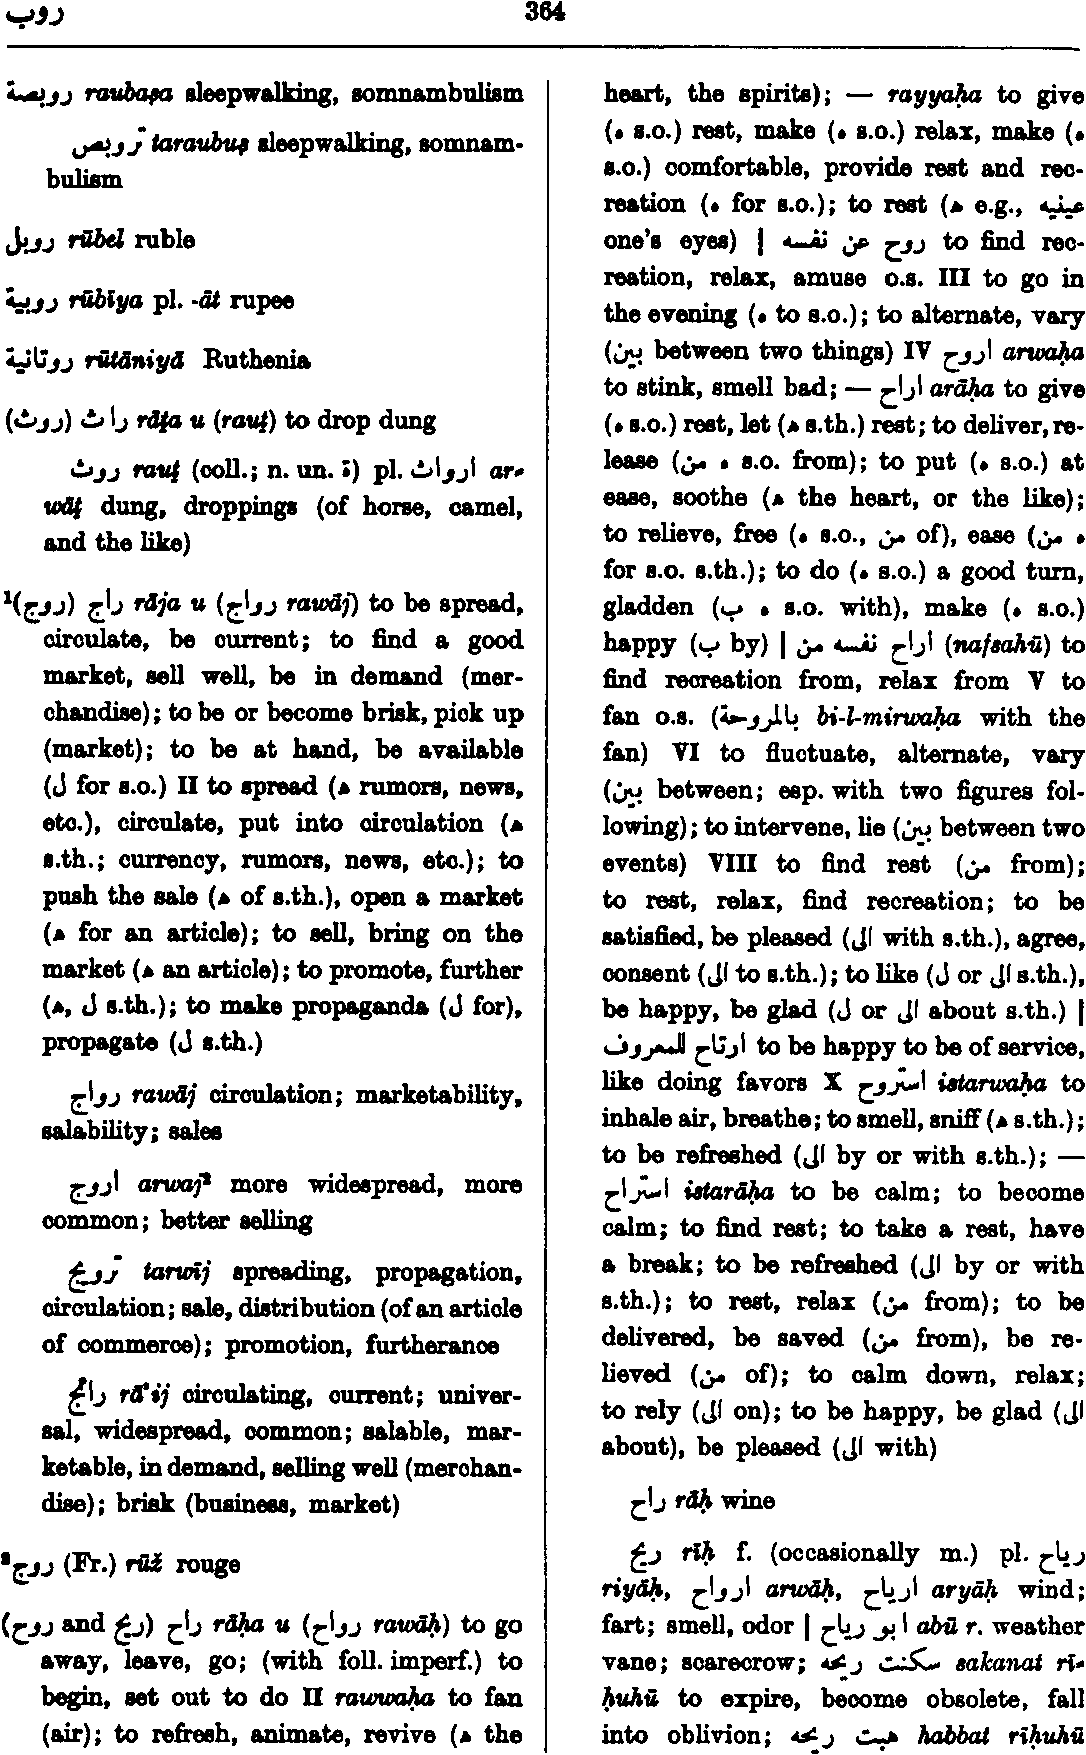 روب 364
روبصة raubaṣa sleepwalking, somnambulism
تروبص taraubuṣ sleepwalking, somnam-
bulism
روبل rūbel ruble
روبية rūbīya pl. -āt rupee
روتانية rūtāniyā Ruthenia
(روث) راث rāṯa u (rauṯ) to drop dung
روث rauṯ (coll.; n. un. ة) pl. ارواث ar-
wāṯ dung, droppings (of horse, camel,
and the like)
¹(روج) راج rāja u (رواج rawāj) to be spread,
circulate, be current; to find a good
market, sell well, be in demand (mer-
chandise); to be or become brisk, pick up
(market); to be at hand, be available
(ل for s.o.) II to spread (ه rumors, news,
etc.), circulate, put into circulation (ه
s.th.; currency, rumors, news, etc.); to
push the sale (ه of s.th.), open a market
(ه for an article); to sell, bring on the
market (ه an article); to promote, further
(ه, ل s.th.); to make propaganda (ل for),
propagate (ل s.th.)
رواج rawāj circulation; marketability,
salability; sales
اروج arwaj² more widespread, more
common; better selling
ترويج tarwīj spreading, propagation,
circulation; sale, distribution (of an article
of commerce); promotion, furtherance
رائج rā'ij circulating, current; univer-
sal, widespread, common; salable, mar-
ketable, in demand, selling well (merchan-
dise); brisk (business, market)
²روج (Fr.) rūž rouge
(روح and ريح) راح rāḥa u (رواح rawāḥ) to go
away, leave, go; (with foll. imperf.) to
begin, set out to do II rawwaḥa to fan
(air); to refresh, animate, revive (ه the
heart, the spirits); — rayyaḥa to give
(ه s.o.) rest, make (ه s.o.) relax, make (ه
s.o.) comfortable, provide rest and rec-
reation (ه for s.o.); to rest (ه e.g., عينيه
one's eyes) | روح عن نفسه to find rec-
reation, relax, amuse o.s. III to go in
the evening (ه to s.o.); to alternate, vary
(بين between two things) IV اروح arwaḥa
to stink, smell bad; — اراح arāḥa to give
(ه s.o.) rest, let (ه s.th.) rest; to deliver, re-
lease (ه من s.o. from); to put (ه s.o.) at
ease, soothe (ه the heart, or the like);
to relieve, free (ه s.o., من of), ease (ه من
for s.o. s.th.); to do (ه s.o.) a good turn,
gladden (ه ب s.o. with), make (ه s.o.)
happy (ب by) | اراح نفسه من (nafsahū) to
find recreation from, relax from V to
fan o.s. (بالمروحة bi-l-mirwaḥa with the
fan) VI to fluctuate, alternate, vary
(بين between; esp. with two figures fol-
lowing); to intervene, lie (بين between two
events) VIII to find rest (من from);
to rest, relax, find recreation; to be
satisfied, be pleased (الى with s.th.), agree,
consent (الى to s.th.); to like (ل or الى s.th.),
be happy, be glad (ل or الى about s.th.) |
ارتاح للمعروف to be happy to be of service,
like doing favors X استروح istarwaḥa to
inhale air, breathe; to smell, sniff (ه s.th.);
to be refreshed (الى by or with s.th.); —
استراح istarāḥa to be calm; to become
calm; to find rest; to take a rest, have
a break; to be refreshed (الى by or with
s.th.); to rest, relax (من from); to be
delivered, be saved (من from), be re-
lieved (من of); to calm down, relax;
to rely (الى on); to be happy, be glad (الى
about), be pleased (الى with)
راح rāḥ wine
ريح rīḥ f. (occasionally m.) pl. رياح
riyāḥ, ارواح arwāḥ, ارياح aryāḥ wind;
fart; smell, odor | ابو رياح abū r. weather
vane; scarecrow; سكنت ريحه sakanat rī-
ḥuhū to expire, become obsolete, fall
into oblivion; هبت ريحه habbat rīḥuhū